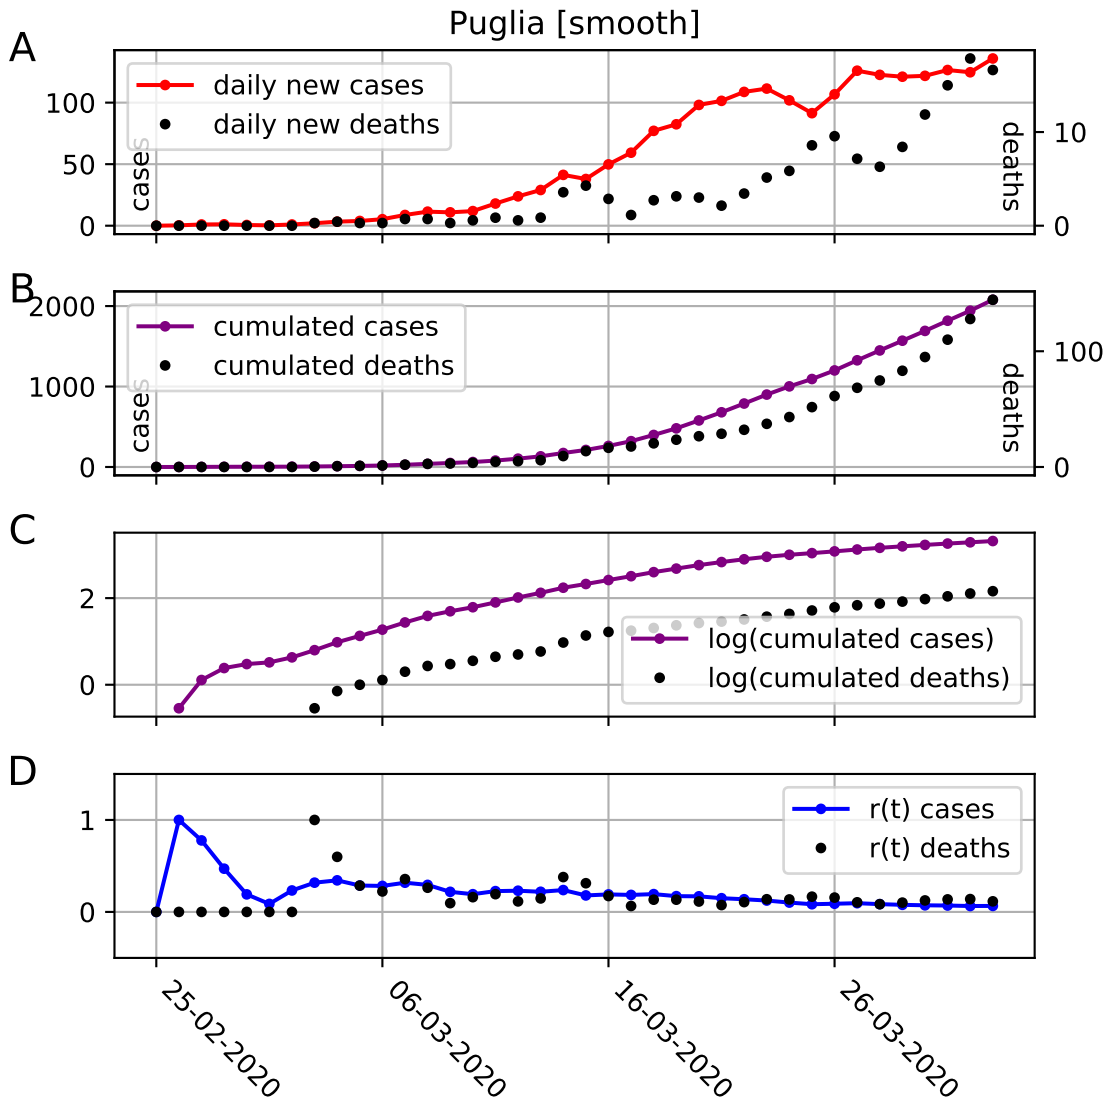 Puglia [smooth]
A
daily new cases
daily new deaths
100
50
0
cases
10
0
deaths
B
cumulated cases
cumulated deaths
2000
1000
0
cases
100
0
deaths
C
2
0
log(cumulated cases)
log(cumulated deaths)
D
1
0
r(t) cases
r(t) deaths
25-02-2020
06-03-2020
16-03-2020
26-03-2020